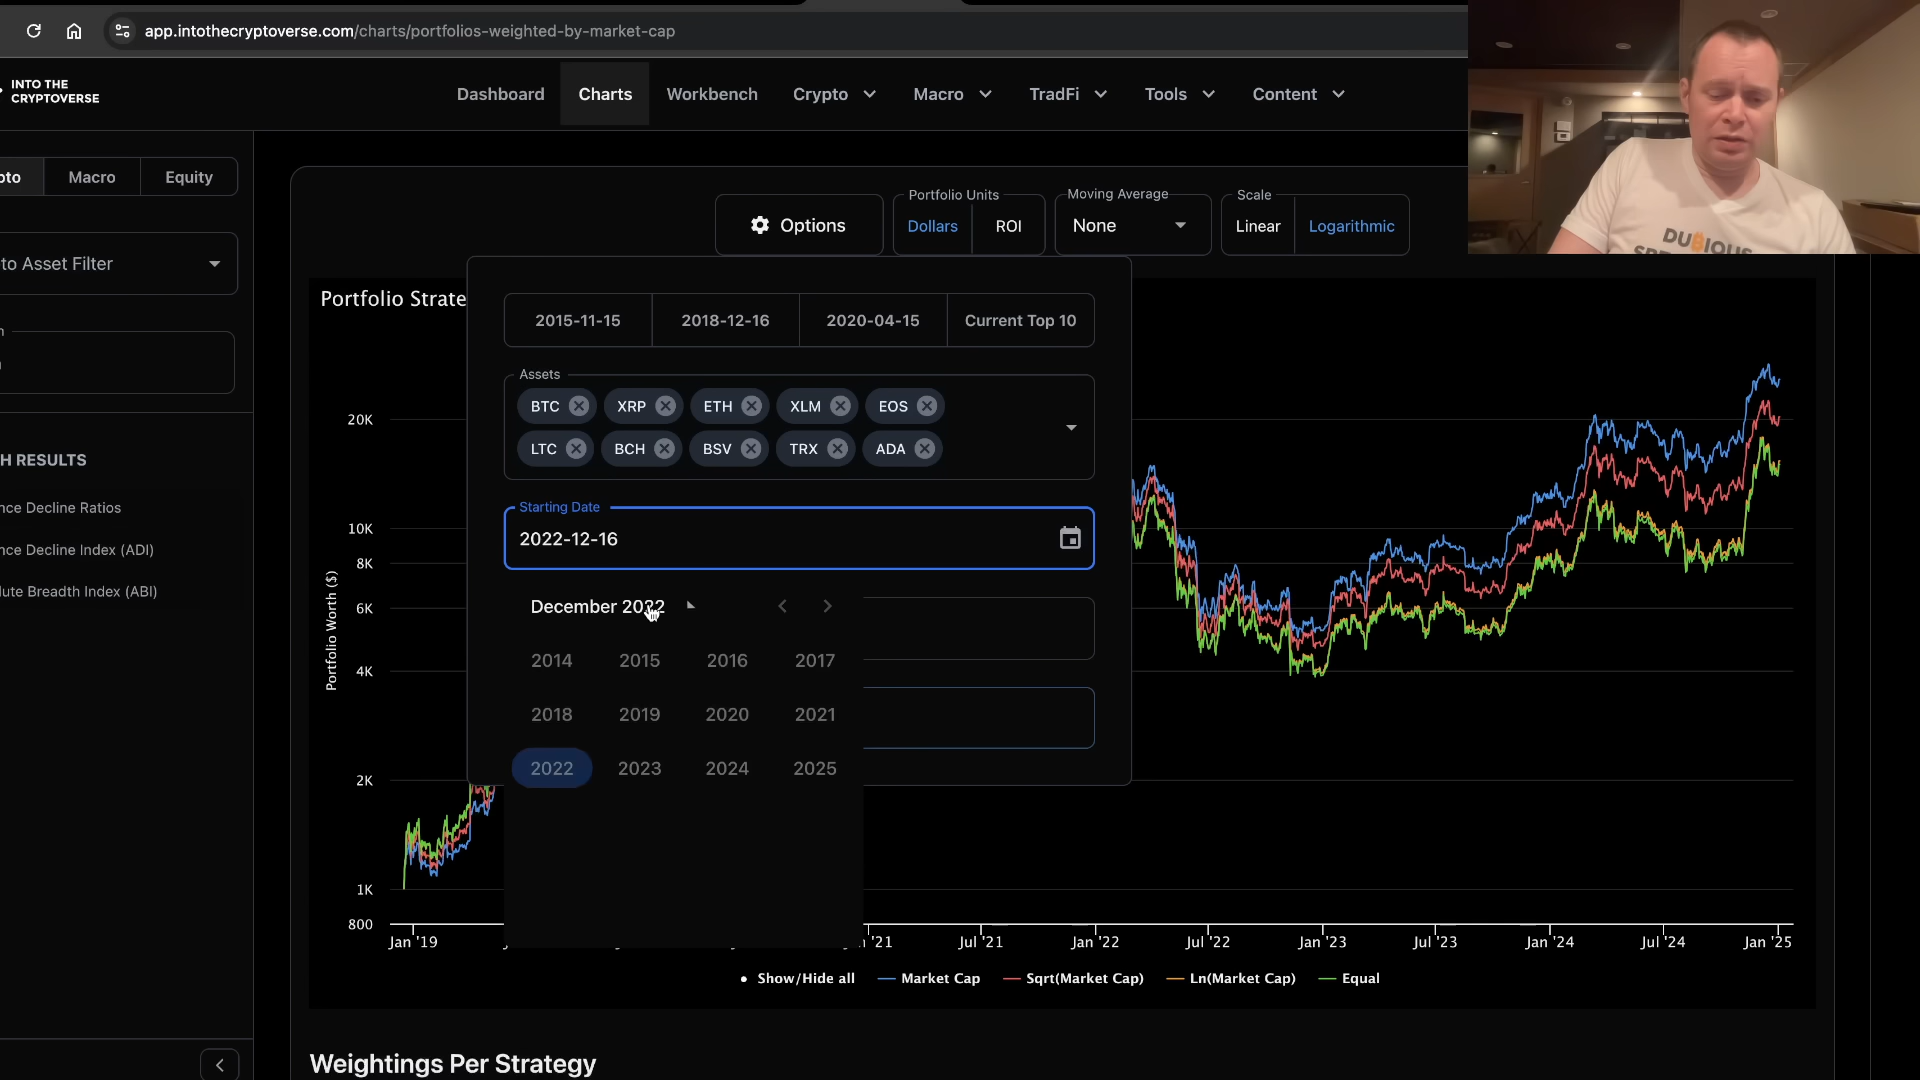 app.intothecryptoverse.com/charts/portfolios-weighted-by-market-cap
INTO THE
CRYPTOVERSE
Dashboard
Charts
Workbench
Crypto
Macro
TradFi
Tools
Content
Macro
Equity
to Asset Filter
H RESULTS
nce Decline Ratios
nce Decline Index (ADI)
lute Breadth Index (ABI)
Options
Portfolio Units
Dollars
ROI
Moving Average
None
Scale
Linear
Logarithmic
Portfolio Strate
2015-11-15
2018-12-16
2020-04-15
Current Top 10
Assets
BTC
XRP
ETH
XLM
EOS
LTC
BCH
BSV
TRX
ADA
Starting Date
2022-12-16
December 2022
2014 2015 2016 2017
2018 2019 2020 2021
2022 2023 2024 2025
Portfolio Worth ($)
20K
10K
8K
6K
4K
2K
1K
800
Jan '19
'21
Jul '21
Jan '22
Jul '22
Jan '23
Jul '23
Jan '24
Jul '24
Jan '25
Show/Hide all
Market Cap
Sqrt(Market Cap)
Ln(Market Cap)
Equal
Weightings Per Strategy
DUBIOUS